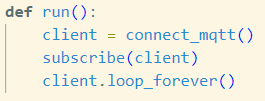 def run():
    client = connect_mqtt()
    subscribe(client)
    client.loop_forever()